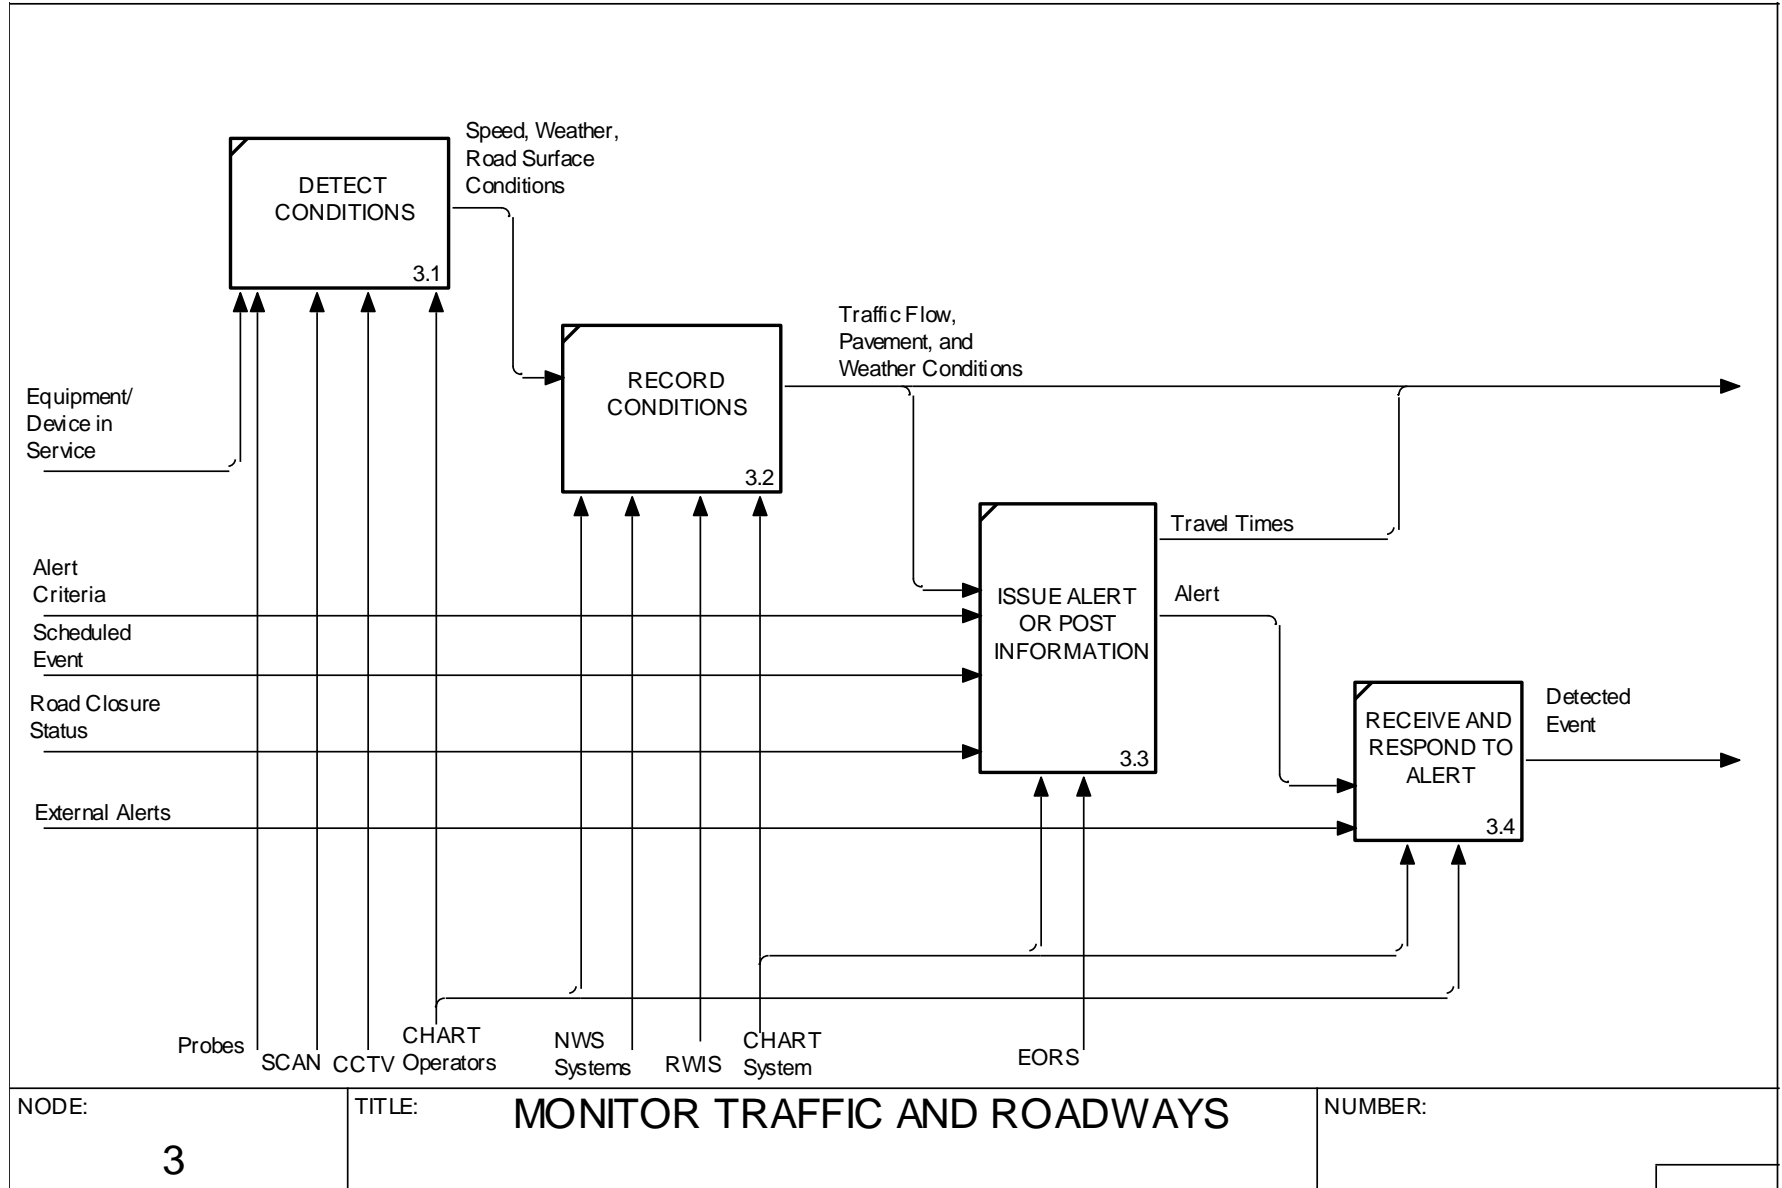 Speed, Weather,
Road Surface
Conditions
DETECT
CONDITIONS
3.1
Traffic Flow,
Pavement, and
Weather Conditions
RECORD
CONDITIONS
3.2
Equipment/
Device in
Service
Travel Times
Alert
Criteria
ISSUE ALERT
OR POST
INFORMATION
3.3
Alert
Scheduled
Event
Road Closure
Status
Detected
Event
RECEIVE AND
RESPOND TO
ALERT
3.4
External Alerts
Probes
SCAN
CCTV
CHART
Operators
NWS
Systems
RWIS
CHART
System
EORS
NODE:
3
TITLE:
MONITOR TRAFFIC AND ROADWAYS
NUMBER: